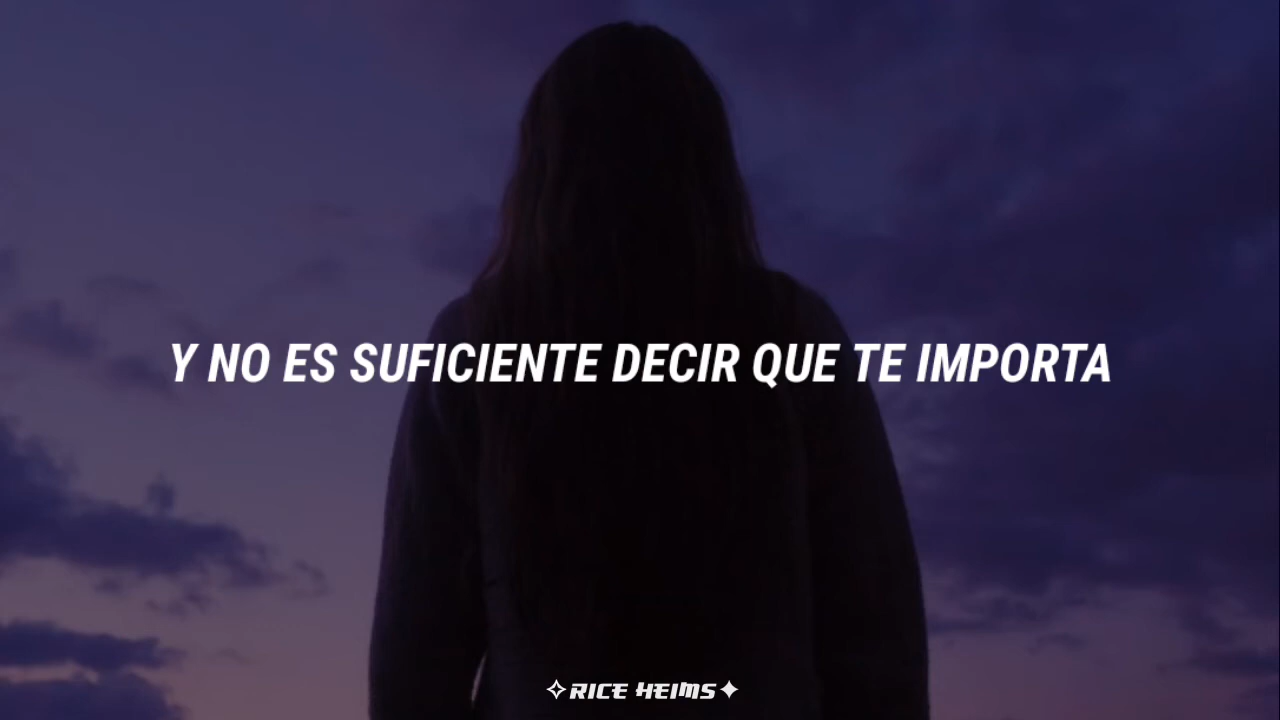 Y NO ES SUFICIENTE DECIR QUE TE IMPORTA
✧RICE HEIMS✦